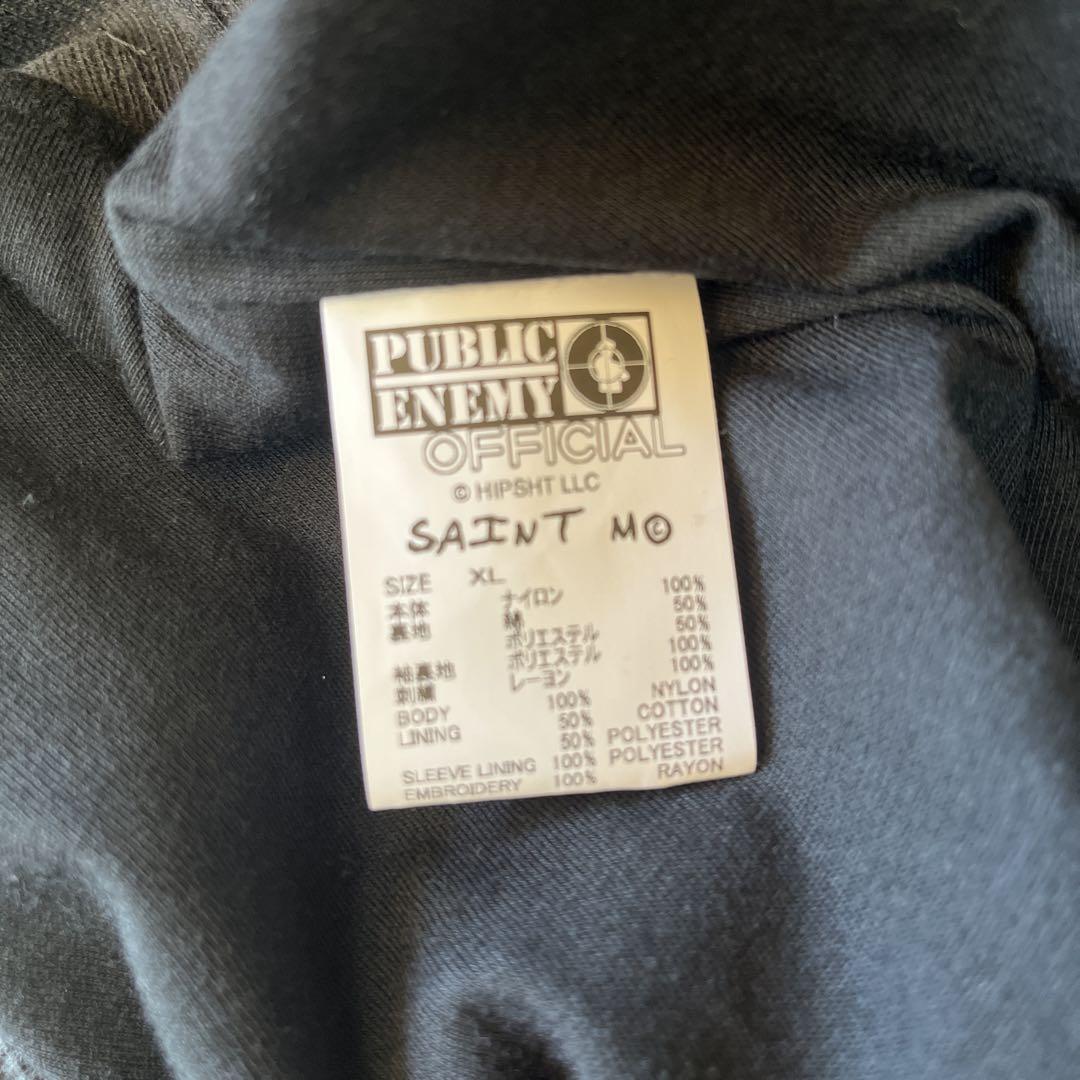 PUBLIC
ENEMY
OFFICIAL
© HIPSHT LLC
SAINT M©
SIZE XL
本体 ナイロン 100%
裏地 綿 50%
ポリエステル 50%
袖裏地 ポリエステル 100%
刺繍 レーヨン 100%
BODY 100% NYLON
LINING 50% COTTON
50% POLYESTER
SLEEVE LINING 100% POLYESTER
EMBROIDERY 100% RAYON